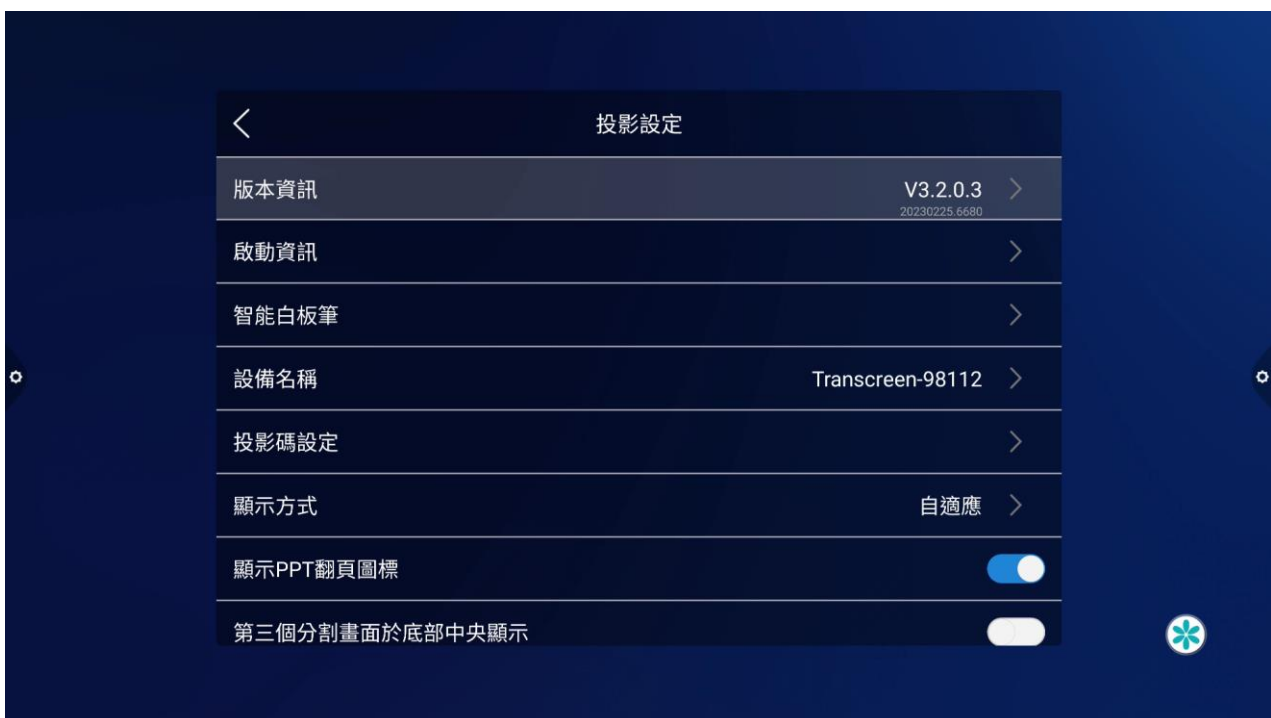 投影設定
版本資訊
V3.2.0.3
20230225.6680
啟動資訊
智能白板筆
設備名稱
Transcreen-98112
投影碼設定
顯示方式
自適應
顯示PPT翻頁圖標
第三個分割畫面於底部中央顯示